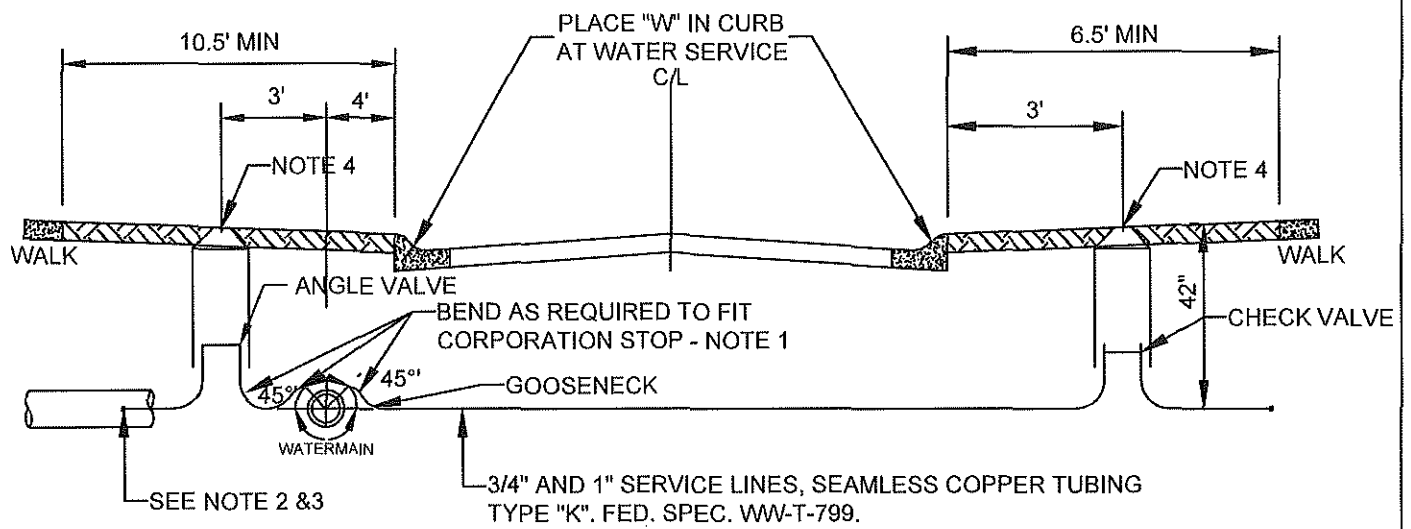 PLACE "W" IN CURB
AT WATER SERVICE
C/L
10.5' MIN
6.5' MIN
3'
4'
3'
NOTE 4
NOTE 4
WALK
WALK
ANGLE VALVE
42"
BEND AS REQUIRED TO FIT
CORPORATION STOP - NOTE 1
CHECK VALVE
45°'
45°'
GOOSENECK
WATERMAIN
SEE NOTE 2 &3
3/4" AND 1" SERVICE LINES, SEAMLESS COPPER TUBING
TYPE "K". FED. SPEC. WW-T-799.